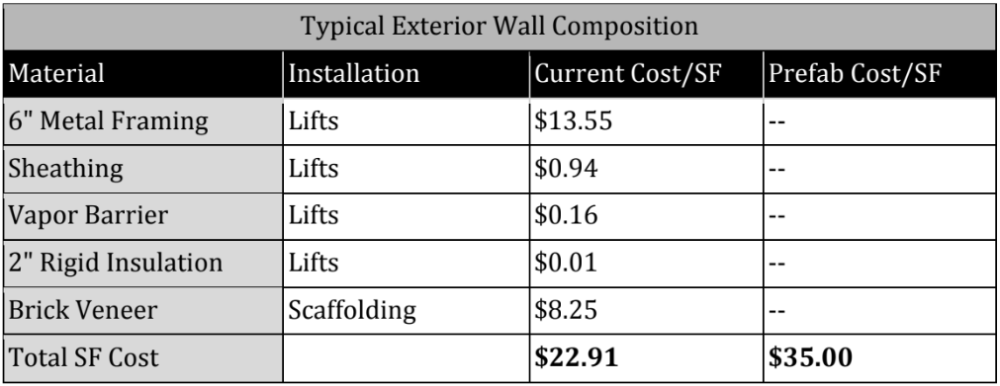 Typical Exterior Wall Composition
Material Installation Current Cost/SF Prefab Cost/SF
6" Metal Framing Lifts $13.55 --
Sheathing Lifts $0.94 --
Vapor Barrier Lifts $0.16 --
2" Rigid Insulation Lifts $0.01 --
Brick Veneer Scaffolding $8.25 --
Total SF Cost $22.91 $35.00